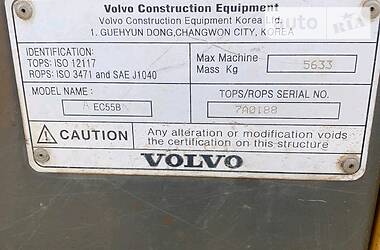 Volvo Construction Equipment
Volvo Construction Equipment Korea Ltd.
1. GUEHYUN DONG, CHANGWON CITY, KOREA
IDENTIFICATION:
TOPS: ISO 12117
ROPS: ISO 3471 and SAE J1040
Max Machine
Mass Kg
5633
MODEL NAME:
EC55B
TOPS/ROPS SERIAL NO.
7A0188
CAUTION
Any alteration or modification voids
the certification on this structure
VOLVO
auto RIA